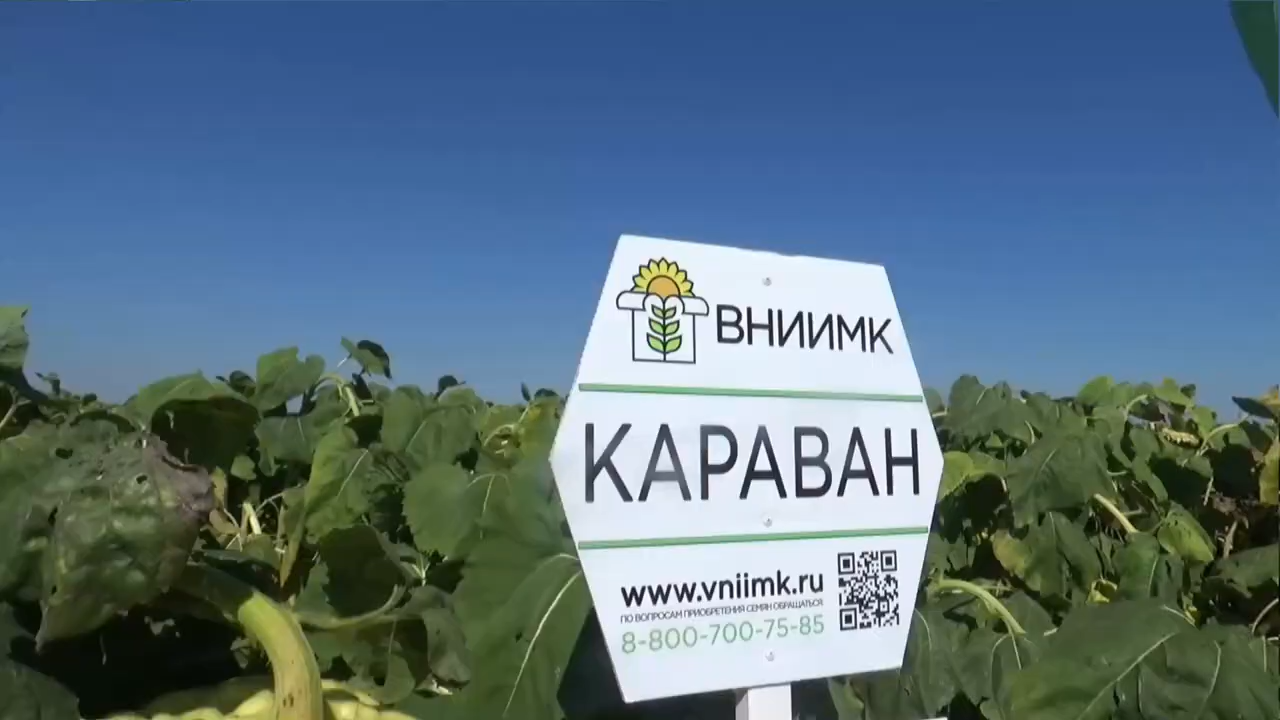 ВНИИМК
КАРАВАН
www.vniimk.ru
ПО ВОПРОСАМ ПРИОБРЕТЕНИЯ СЕМЯН ОБРАЩАТЬСЯ
8-800-700-75-85